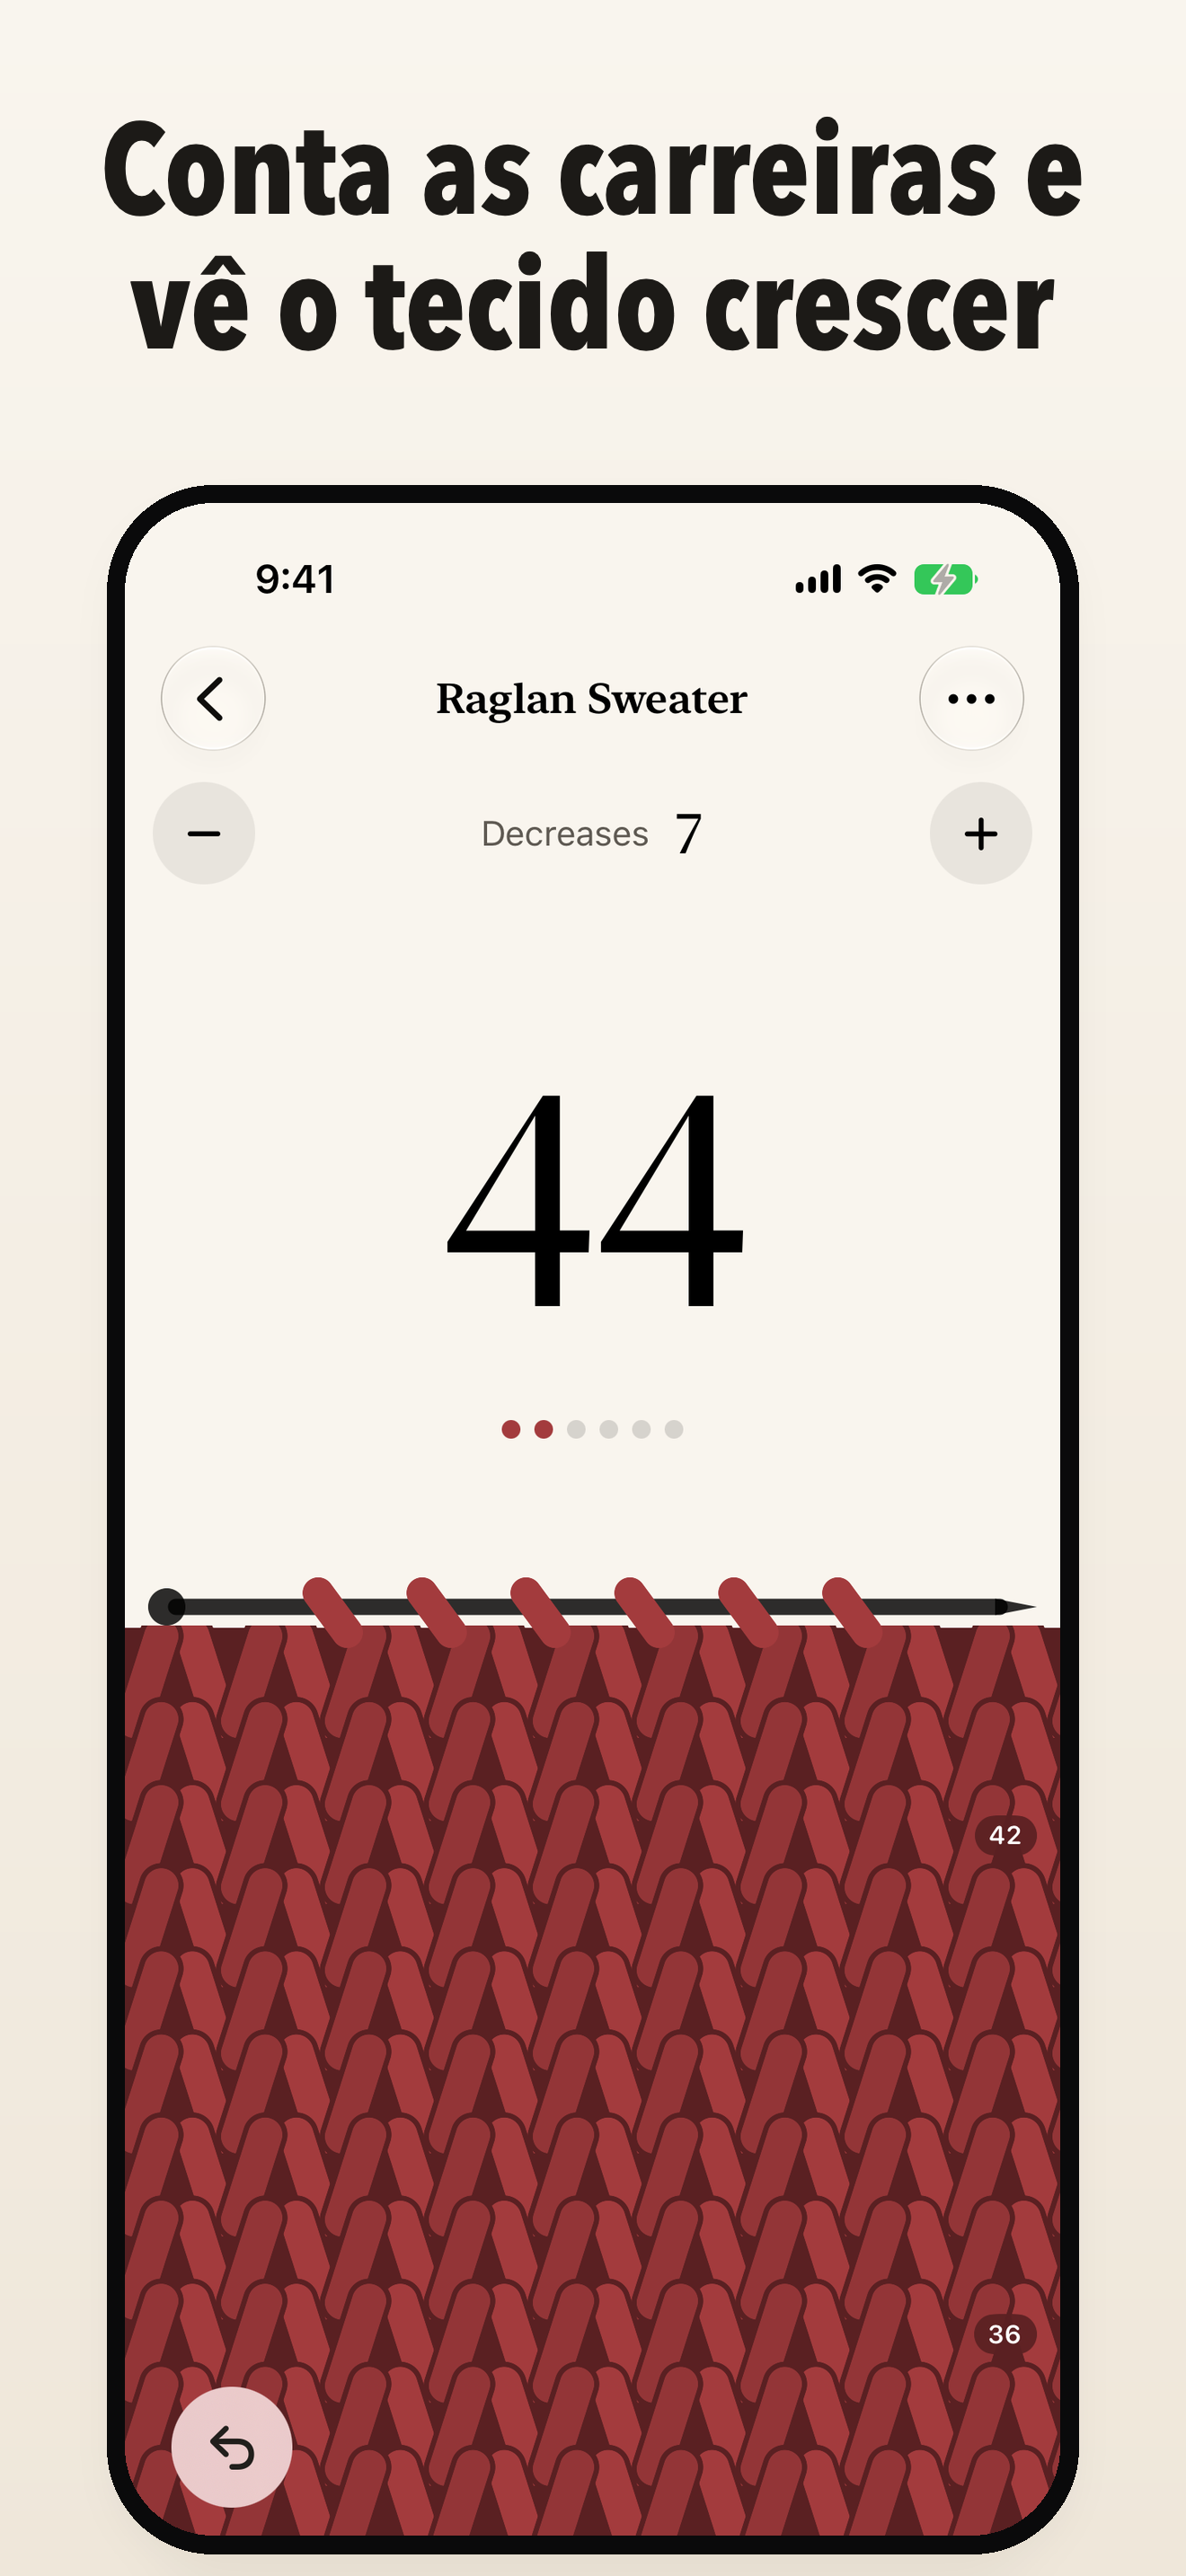 Conta as carreiras e
vê o tecido crescer
9:41
Raglan Sweater
Decreases 7
44
42
36